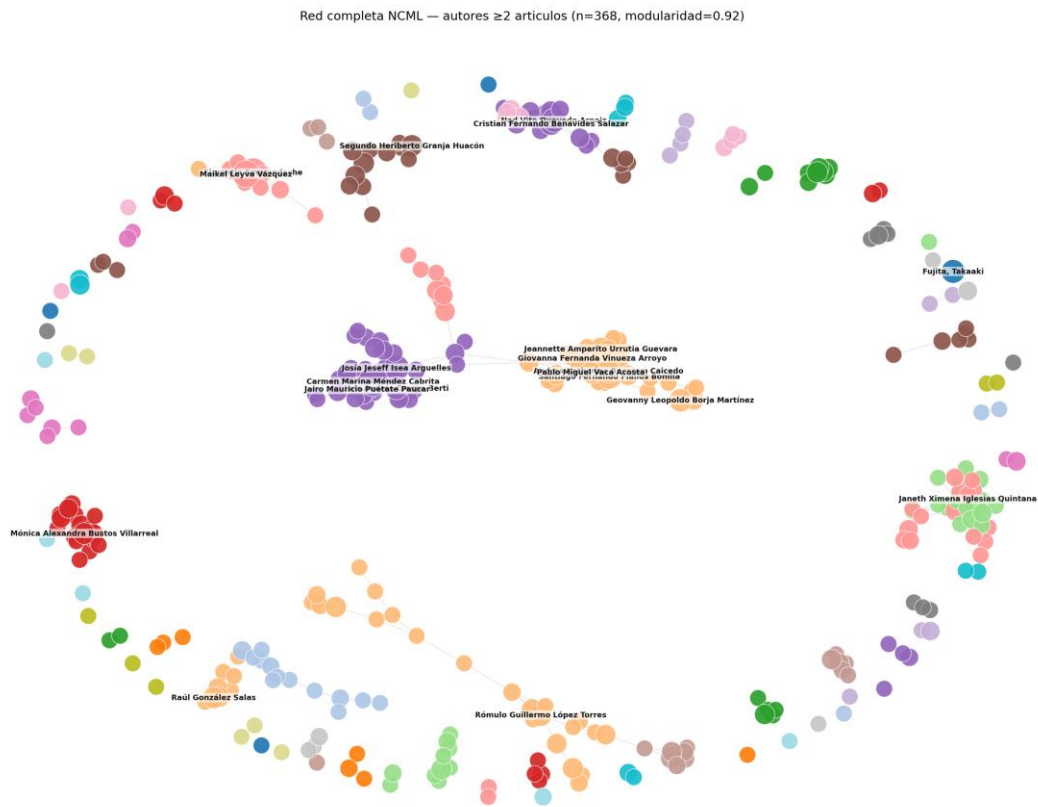 Red completa NCML — autores ≥2 articulos (n=368, modularidad=0.92)
Cristian Fernando Benavides Salazar
Segundo Heriberto Granja Huacón
Maikel Leyva Vázquez
Fujita, Takaaki
Jeannette Amparito Urrutia Guevara
Giovanna Fernanda Vinueza Arroyo
Josía Jeseff Isea Arguelles
Caicedo
Pablo Miguel Vaca Acosta
Carmen Marina Méndez Cabrita
Jairo Mauricio Puetate Paucar
Geovanny Leopoldo Borja Martínez
Janeth Ximena Iglesias Quintana
Mónica Alexandra Bustos Villarreal
Raúl González Salas
Rómulo Guillermo López Torres